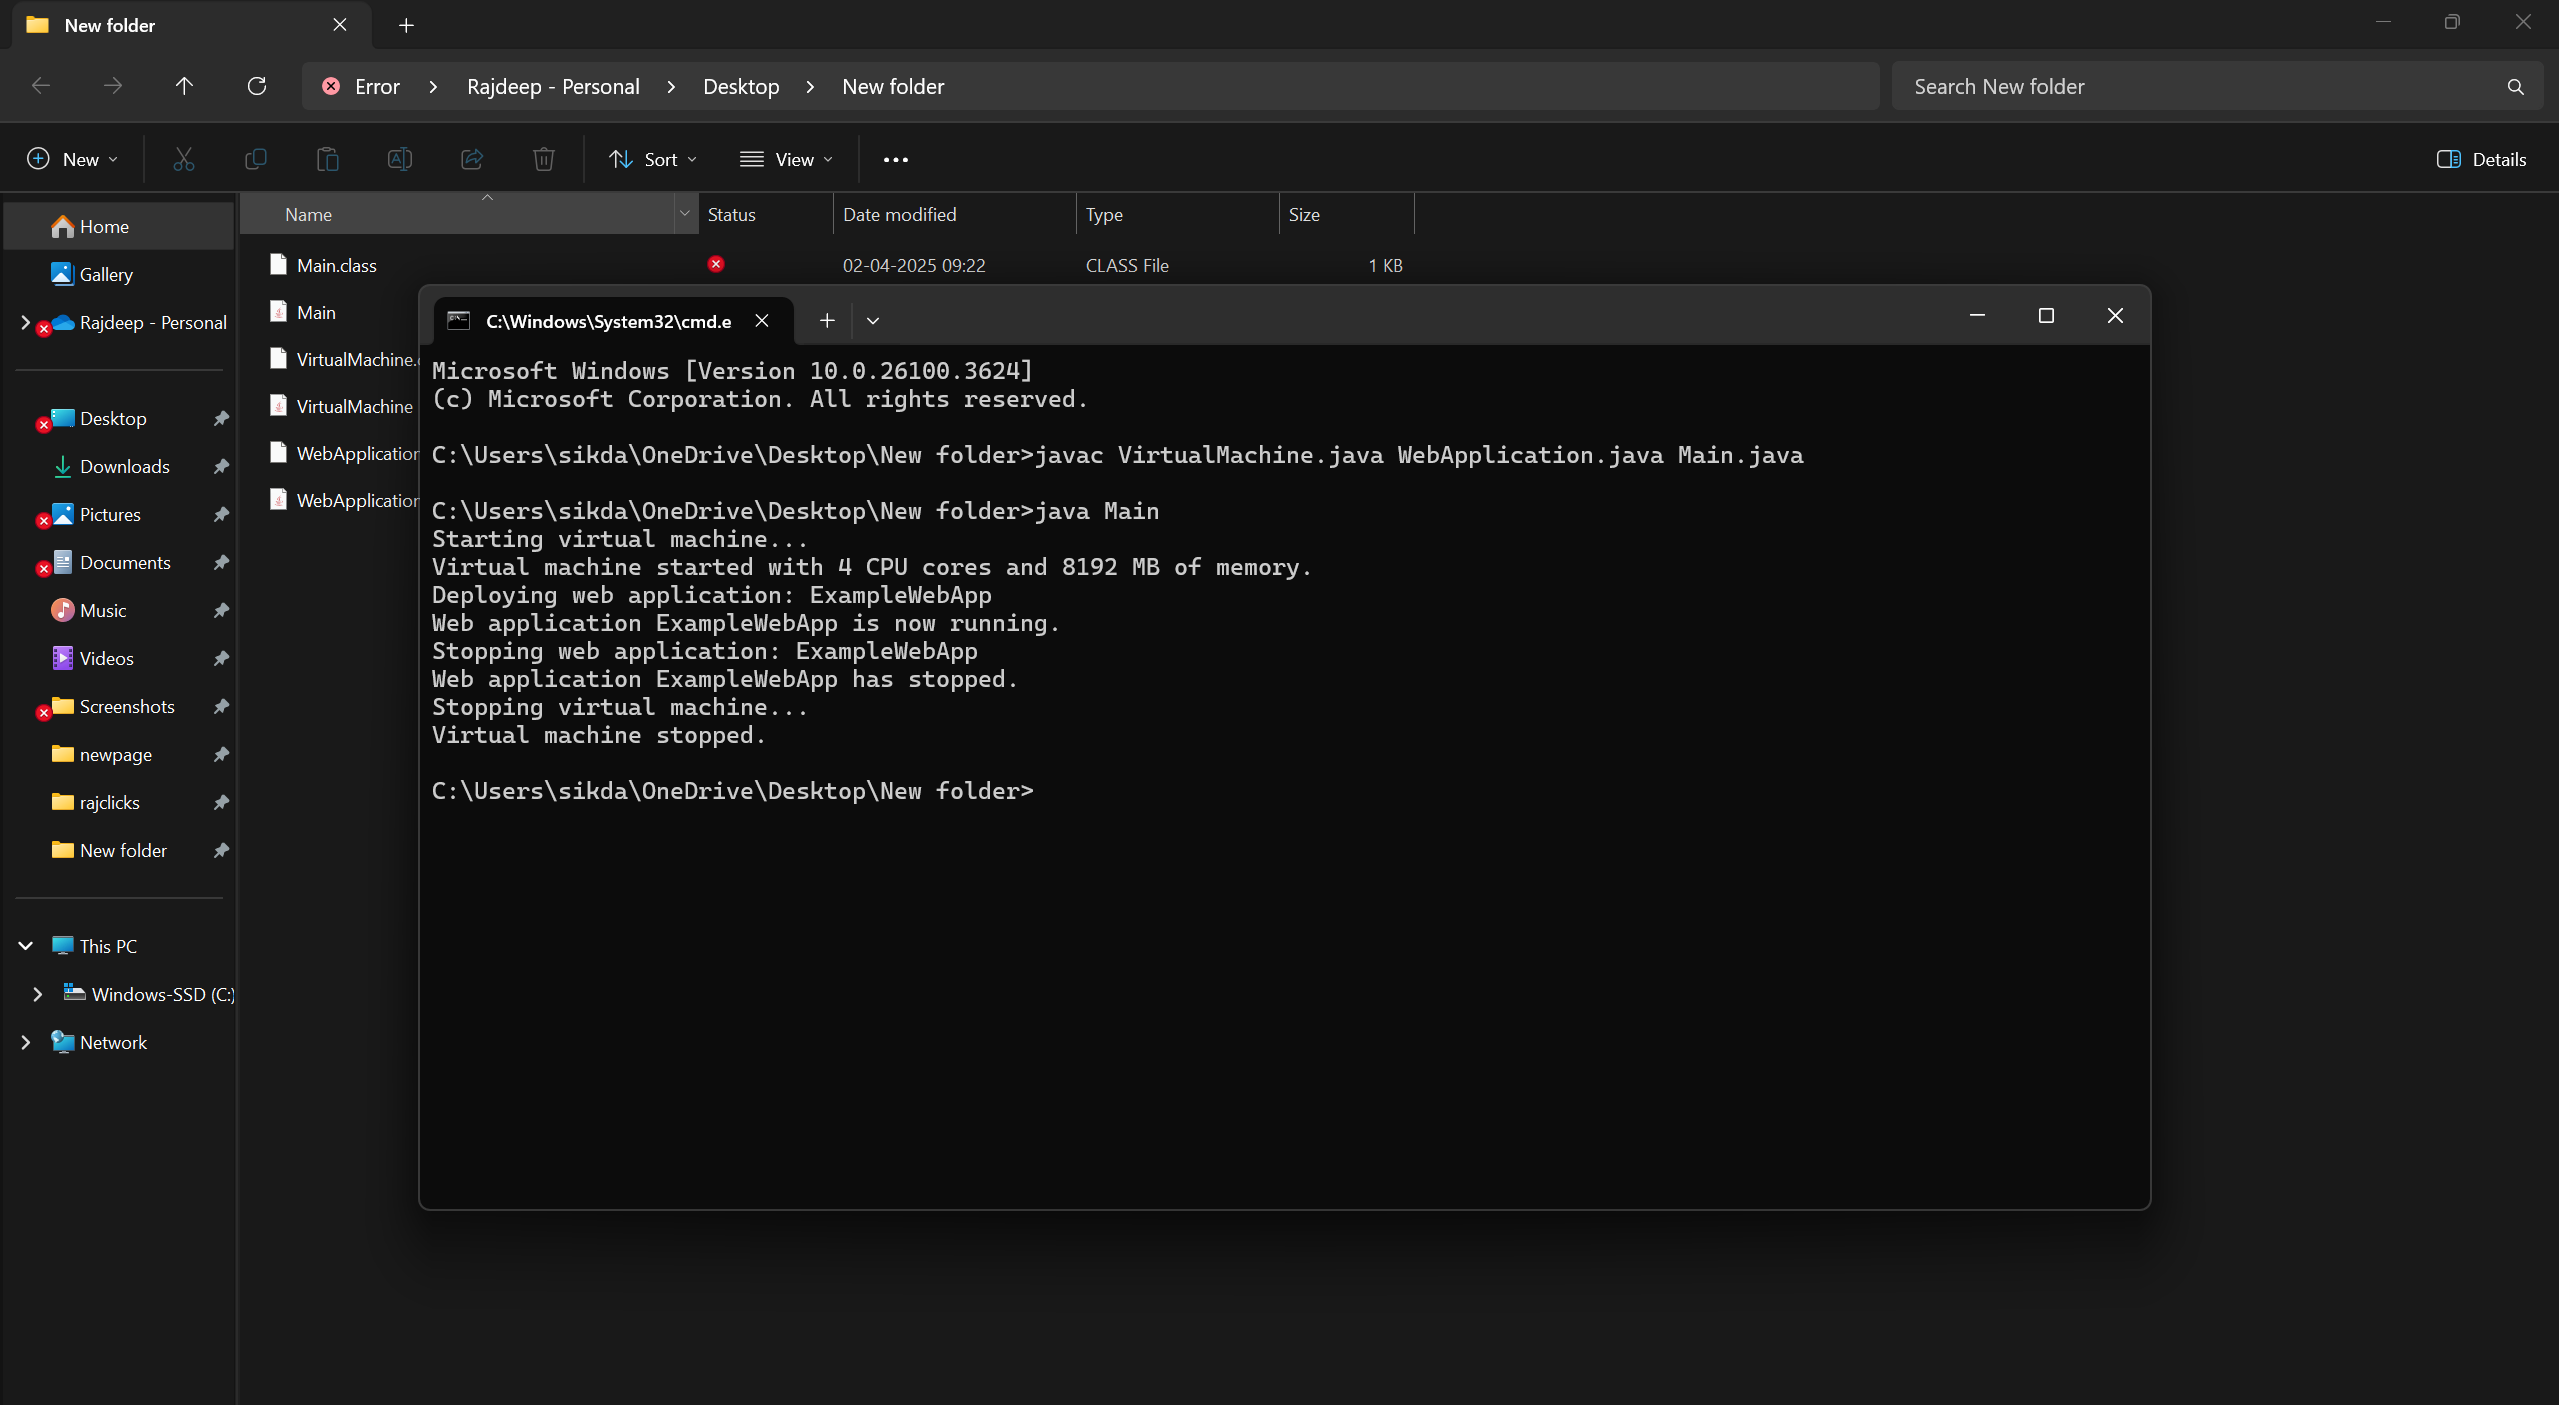 New folder
Error > Rajdeep - Personal > Desktop > New folder
Search New folder
New
Sort
View
Details
Name
Status
Date modified
Type
Size
Home
Gallery
Rajdeep - Personal
Desktop
Downloads
Pictures
Documents
Music
Videos
Screenshots
newpage
rajclicks
New folder
This PC
Windows-SSD (C:)
Network
Main.class 02-04-2025 09:22 CLASS File 1 KB
Main
VirtualMachine.
VirtualMachine
WebApplication
WebApplication
C:\Windows\System32\cmd.e
Microsoft Windows [Version 10.0.26100.3624]
(c) Microsoft Corporation. All rights reserved.
C:\Users\sikda\OneDrive\Desktop\New folder>javac VirtualMachine.java WebApplication.java Main.java
C:\Users\sikda\OneDrive\Desktop\New folder>java Main
Starting virtual machine...
Virtual machine started with 4 CPU cores and 8192 MB of memory.
Deploying web application: ExampleWebApp
Web application ExampleWebApp is now running.
Stopping web application: ExampleWebApp
Web application ExampleWebApp has stopped.
Stopping virtual machine...
Virtual machine stopped.
C:\Users\sikda\OneDrive\Desktop\New folder>